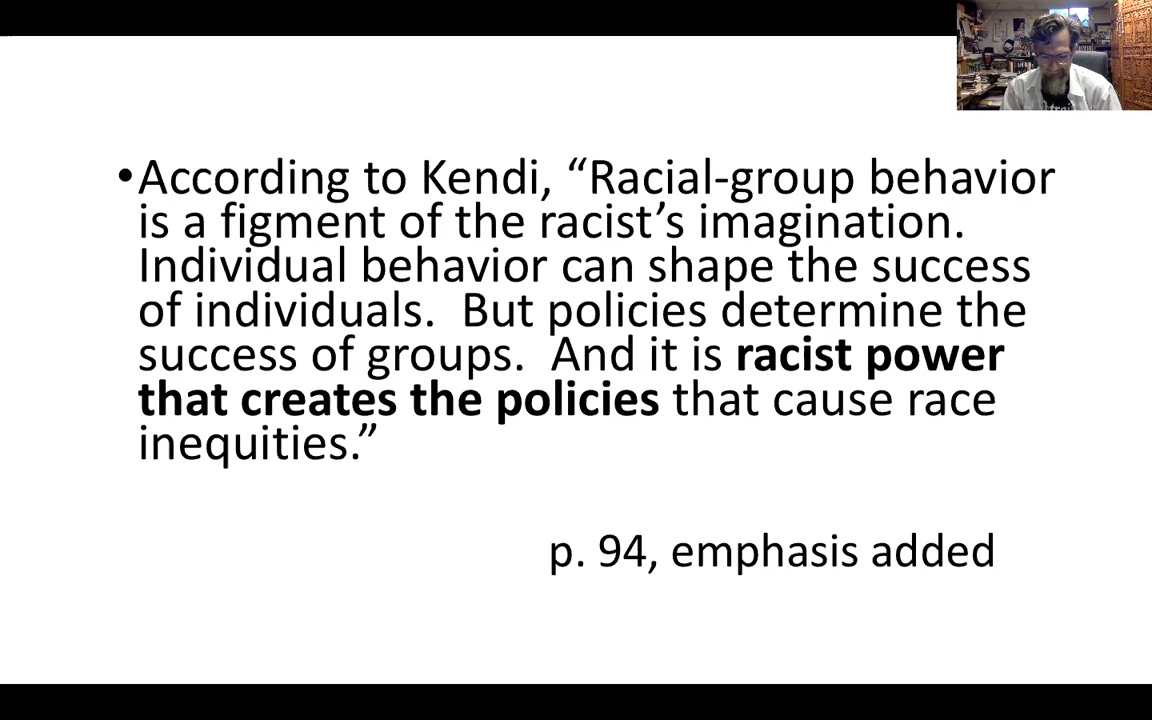 •According to Kendi, “Racial-group behavior
is a figment of the racist’s imagination.
Individual behavior can shape the success
of individuals.  But policies determine the
success of groups.  And it is racist power
that creates the policies that cause race
inequities.”
p. 94, emphasis added